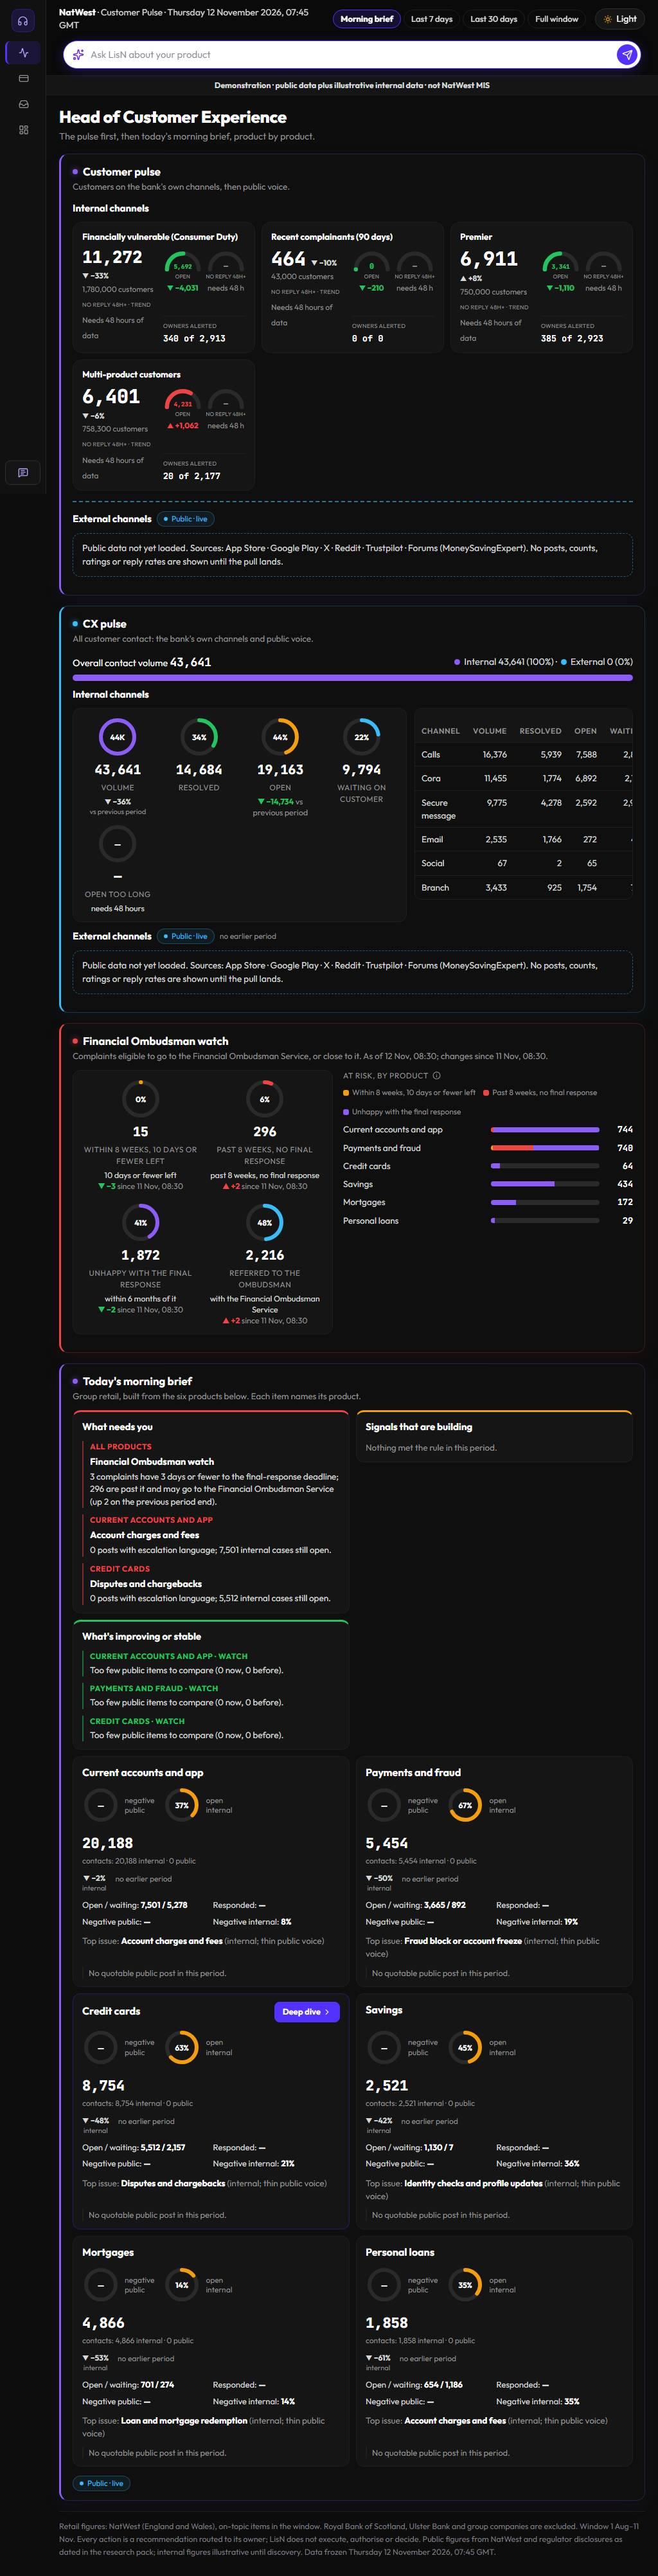 NatWest · Customer Pulse · Thursday 12 November 2026, 07:45
GMT
Morning brief
Last 7 days
Last 30 days
Full window
Light
Ask LisN about your product
Demonstration · public data plus illustrative internal data · not NatWest MIS
Head of Customer Experience
The pulse first, then today's morning brief, product by product.
Customer pulse
Customers on the bank's own channels, then public voice.
Internal channels
Financially vulnerable (Consumer Duty)
11,272
▼ −33%
1,780,000 customers
5,692
OPEN
▼ −4,031
—
NO REPLY 48H+
needs 48 h
NO REPLY 48H+ · TREND
Needs 48 hours of
data
OWNERS ALERTED
340 of 2,913
Recent complainants (90 days)
464 ▼ −10%
43,000 customers
0
OPEN
▼ −210
—
NO REPLY 48H+
needs 48 h
NO REPLY 48H+ · TREND
Needs 48 hours of
data
OWNERS ALERTED
0 of 0
Premier
6,911
▲ +8%
750,000 customers
3,341
OPEN
▼ −1,110
—
NO REPLY 48H+
needs 48 h
NO REPLY 48H+ · TREND
Needs 48 hours of
data
OWNERS ALERTED
385 of 2,923
Multi-product customers
6,401
▼ −6%
758,300 customers
4,231
OPEN
▲ +1,062
—
NO REPLY 48H+
needs 48 h
NO REPLY 48H+ · TREND
Needs 48 hours of
data
OWNERS ALERTED
20 of 2,177
External channels
Public · live
Public data not yet loaded. Sources: App Store · Google Play · X · Reddit · Trustpilot · Forums (MoneySavingExpert). No posts, counts,
ratings or reply rates are shown until the pull lands.
CX pulse
All customer contact: the bank's own channels and public voice.
Overall contact volume 43,641
Internal 43,641 (100%) · External 0 (0%)
Internal channels
44K
43,641
VOLUME
▼ −36%
vs previous period
34%
14,684
RESOLVED
44%
19,163
OPEN
▼ −14,734 vs
previous period
22%
9,794
WAITING ON
CUSTOMER
—
—
OPEN TOO LONG
needs 48 hours
CHANNEL VOLUME RESOLVED OPEN WAITI
Calls 16,376 5,939 7,588 2,8
Cora 11,455 1,774 6,892 2,
Secure
message 9,775 4,278 2,592 2,9
Email 2,535 1,766 272
Social 67 2 65
Branch 3,433 925 1,754
External channels
Public · live
no earlier period
Public data not yet loaded. Sources: App Store · Google Play · X · Reddit · Trustpilot · Forums (MoneySavingExpert). No posts, counts,
ratings or reply rates are shown until the pull lands.
Financial Ombudsman watch
Complaints eligible to go to the Financial Ombudsman Service, or close to it. As of 12 Nov, 08:30; changes since 11 Nov, 08:30.
0%
15
WITHIN 8 WEEKS, 10 DAYS OR
FEWER LEFT
10 days or fewer left
▼ −3 since 11 Nov, 08:30
6%
296
PAST 8 WEEKS, NO FINAL
RESPONSE
past 8 weeks, no final response
▲ +2 since 11 Nov, 08:30
41%
1,872
UNHAPPY WITH THE FINAL
RESPONSE
within 6 months of it
▼ −2 since 11 Nov, 08:30
48%
2,216
REFERRED TO THE
OMBUDSMAN
with the Financial Ombudsman
Service
▲ +2 since 11 Nov, 08:30
AT RISK, BY PRODUCT
Within 8 weeks, 10 days or fewer left
Past 8 weeks, no final response
Unhappy with the final response
Current accounts and app 744
Payments and fraud 740
Credit cards 64
Savings 434
Mortgages 172
Personal loans 29
Today's morning brief
Group retail, built from the six products below. Each item names its product.
What needs you
ALL PRODUCTS
Financial Ombudsman watch
3 complaints have 3 days or fewer to the final-response deadline;
296 are past it and may go to the Financial Ombudsman Service
(up 2 on the previous period end).
CURRENT ACCOUNTS AND APP
Account charges and fees
0 posts with escalation language; 7,501 internal cases still open.
CREDIT CARDS
Disputes and chargebacks
0 posts with escalation language; 5,512 internal cases still open.
Signals that are building
Nothing met the rule in this period.
What's improving or stable
CURRENT ACCOUNTS AND APP · WATCH
Too few public items to compare (0 now, 0 before).
PAYMENTS AND FRAUD · WATCH
Too few public items to compare (0 now, 0 before).
CREDIT CARDS · WATCH
Too few public items to compare (0 now, 0 before).
Current accounts and app
—
negative
public
37%
open
internal
20,188
contacts: 20,188 internal · 0 public
▼ −2% no earlier period
internal
Open / waiting: 7,501 / 5,278 Responded: —
Negative public: — Negative internal: 8%
Top issue: Account charges and fees (internal; thin public voice)
No quotable public post in this period.
Payments and fraud
—
negative
public
67%
open
internal
5,454
contacts: 5,454 internal · 0 public
▼ −50% no earlier period
internal
Open / waiting: 3,665 / 892 Responded: —
Negative public: — Negative internal: 19%
Top issue: Fraud block or account freeze (internal; thin public
voice)
No quotable public post in this period.
Credit cards
Deep dive
—
negative
public
63%
open
internal
8,754
contacts: 8,754 internal · 0 public
▼ −48% no earlier period
internal
Open / waiting: 5,512 / 2,157 Responded: —
Negative public: — Negative internal: 21%
Top issue: Disputes and chargebacks (internal; thin public voice)
No quotable public post in this period.
Savings
—
negative
public
45%
open
internal
2,521
contacts: 2,521 internal · 0 public
▼ −42% no earlier period
internal
Open / waiting: 1,130 / 7 Responded: —
Negative public: — Negative internal: 36%
Top issue: Identity checks and profile updates (internal; thin public
voice)
No quotable public post in this period.
Mortgages
—
negative
public
14%
open
internal
4,866
contacts: 4,866 internal · 0 public
▼ −53% no earlier period
internal
Open / waiting: 701 / 274 Responded: —
Negative public: — Negative internal: 14%
Top issue: Loan and mortgage redemption (internal; thin public
voice)
No quotable public post in this period.
Personal loans
—
negative
public
35%
open
internal
1,858
contacts: 1,858 internal · 0 public
▼ −61% no earlier period
internal
Open / waiting: 654 / 1,186 Responded: —
Negative public: — Negative internal: 35%
Top issue: Account charges and fees (internal; thin public voice)
No quotable public post in this period.
Public · live
Retail figures: NatWest (England and Wales), on-topic items in the window. Royal Bank of Scotland, Ulster Bank and group companies are excluded. Window 1 Aug–11
Nov. Every action is a recommendation routed to its owner; LisN does not execute, authorise or decide. Public figures from NatWest and regulator disclosures as
dated in the research pack; internal figures illustrative until discovery. Data frozen Thursday 12 November 2026, 07:45 GMT.